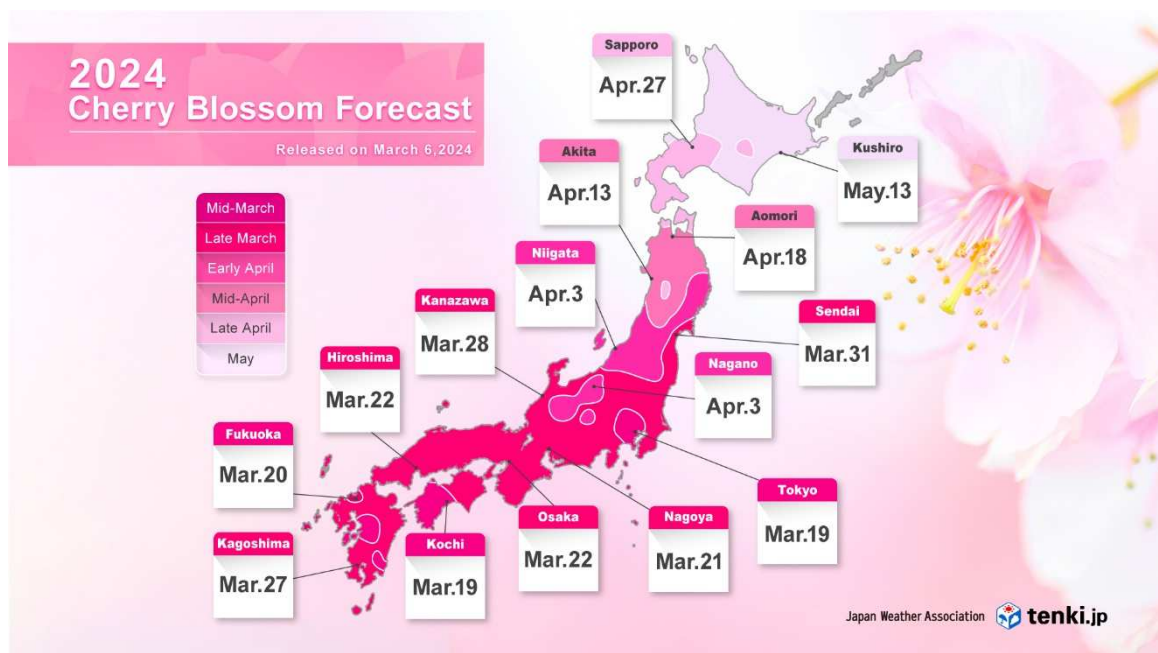 2024
Cherry Blossom Forecast
Released on March 6,2024
Mid-March
Late March
Early April
Mid-April
Late April
May
Sapporo
Apr.27
Kushiro
May.13
Akita
Apr.13
Aomori
Apr.18
Niigata
Apr.3
Sendai
Mar.31
Kanazawa
Mar.28
Nagano
Apr.3
Hiroshima
Mar.22
Fukuoka
Mar.20
Tokyo
Mar.19
Osaka
Mar.22
Nagoya
Mar.21
Kagoshima
Mar.27
Kochi
Mar.19
Japan Weather Association tenki.jp